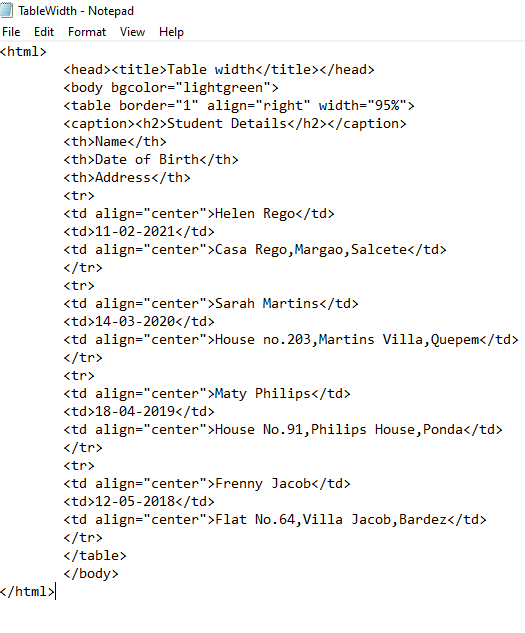 TableWidth - Notepad
File Edit Format View Help
<html>
<head><title>Table width</title></head>
<body bgcolor="lightgreen">
<table border="1" align="right" width="95%">
<caption><h2>Student Details</h2></caption>
<th>Name</th>
<th>Date of Birth</th>
<th>Address</th>
<tr>
<td align="center">Helen Rego</td>
<td>11-02-2021</td>
<td align="center">Casa Rego,Margao,Salcete</td>
</tr>
<tr>
<td align="center">Sarah Martins</td>
<td>14-03-2020</td>
<td align="center">House no.203,Martins Villa,Quepem</td>
</tr>
<tr>
<td align="center">Maty Philips</td>
<td>18-04-2019</td>
<td align="center">House No.91,Philips House,Ponda</td>
</tr>
<tr>
<td align="center">Frenny Jacob</td>
<td>12-05-2018</td>
<td align="center">Flat No.64,Villa Jacob,Bardez</td>
</tr>
</table>
</body>
</html>